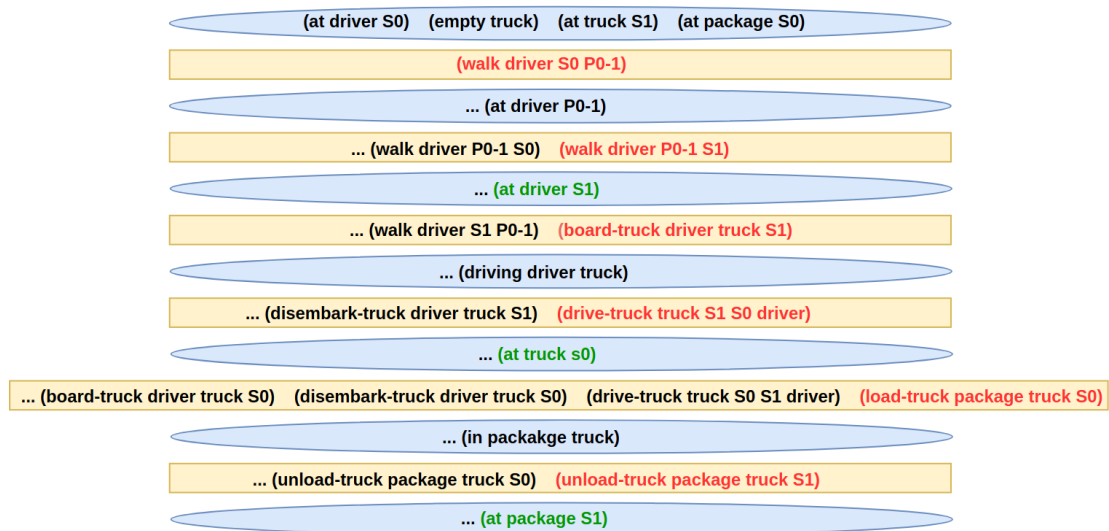 (at driver S0) (empty truck) (at truck S1) (at package S0)
(walk driver S0 P0-1)
... (at driver P0-1)
... (walk driver P0-1 S0) (walk driver P0-1 S1)
... (at driver S1)
... (walk driver S1 P0-1) (board-truck driver truck S1)
... (driving driver truck)
... (disembark-truck driver truck S1) (drive-truck truck S1 S0 driver)
... (at truck s0)
... (board-truck driver truck S0) (disembark-truck driver truck S0) (drive-truck truck S0 S1 driver) (load-truck package truck S0)
... (in packakge truck)
... (unload-truck package truck S0) (unload-truck package truck S1)
... (at package S1)